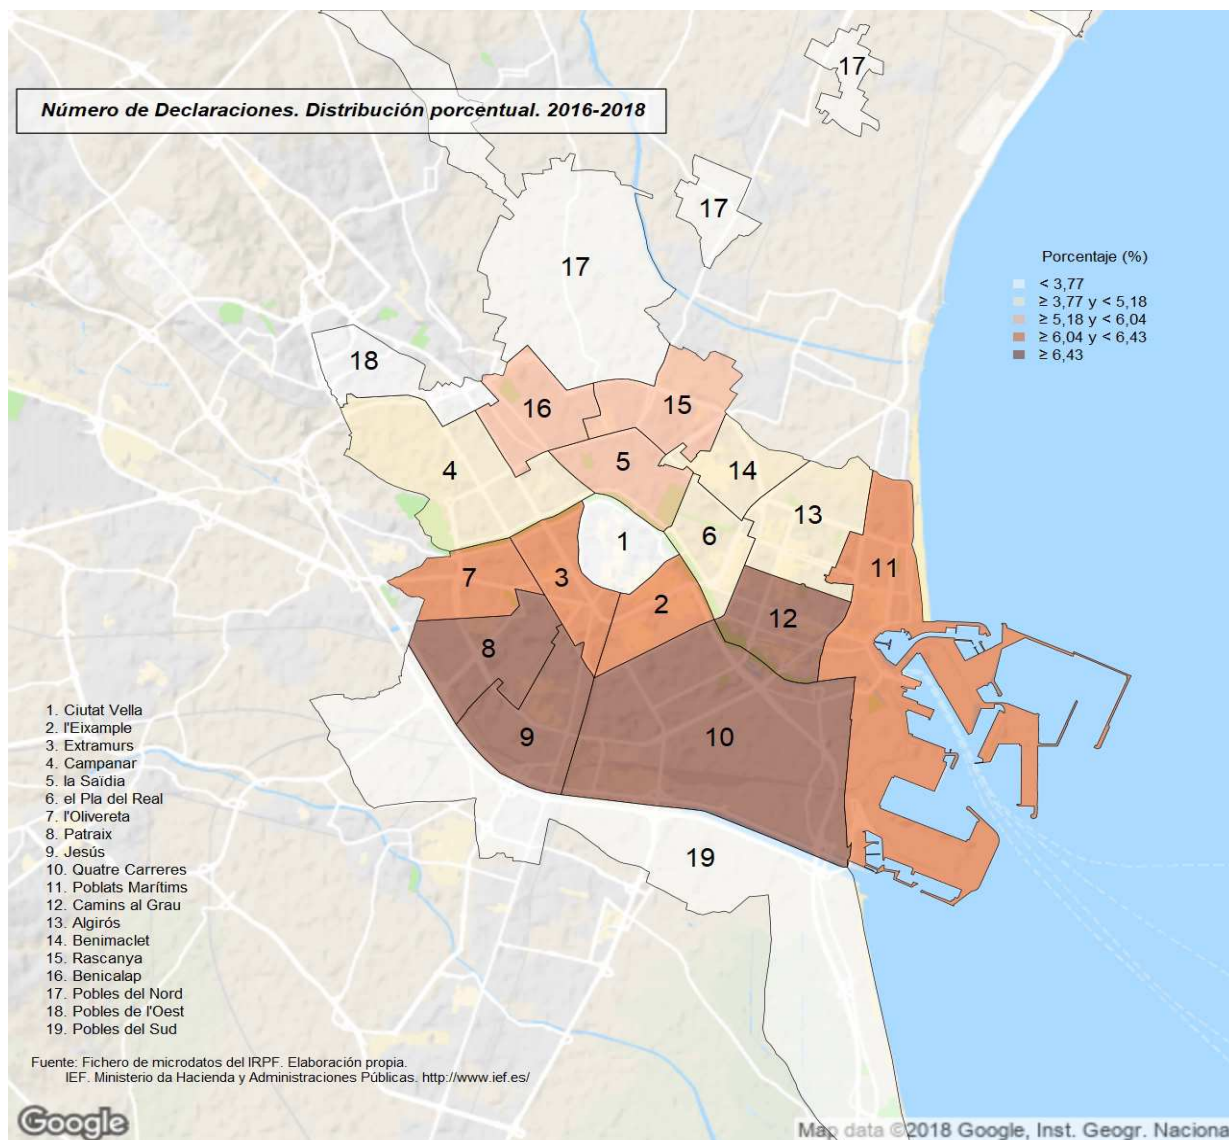 17
Número de Declaraciones. Distribución porcentual. 2016-2018
17
17
Porcentaje (%)
< 3,77
≥ 3,77 y < 5,18
≥ 5,18 y < 6,04
≥ 6,04 y < 6,43
≥ 6,43
18
16
15
5
4
14
13
6
1
11
7
3
2
12
8
9
10
19
1. Ciutat Vella
2. l'Eixample
3. Extramurs
4. Campanar
5. la Saïdia
6. el Pla del Real
7. l'Olivereta
8. Patraix
9. Jesús
10. Quatre Carreres
11. Poblats Marítims
12. Camins al Grau
13. Algirós
14. Benimaclet
15. Rascanya
16. Benicalap
17. Pobles del Nord
18. Pobles de l'Oest
19. Pobles del Sud
Fuente: Fichero de microdatos del IRPF. Elaboración propia.
IEF. Ministerio da Hacienda y Administraciones Públicas. http://www.ief.es/
Google
Map data ©2018 Google, Inst. Geogr. Naciona